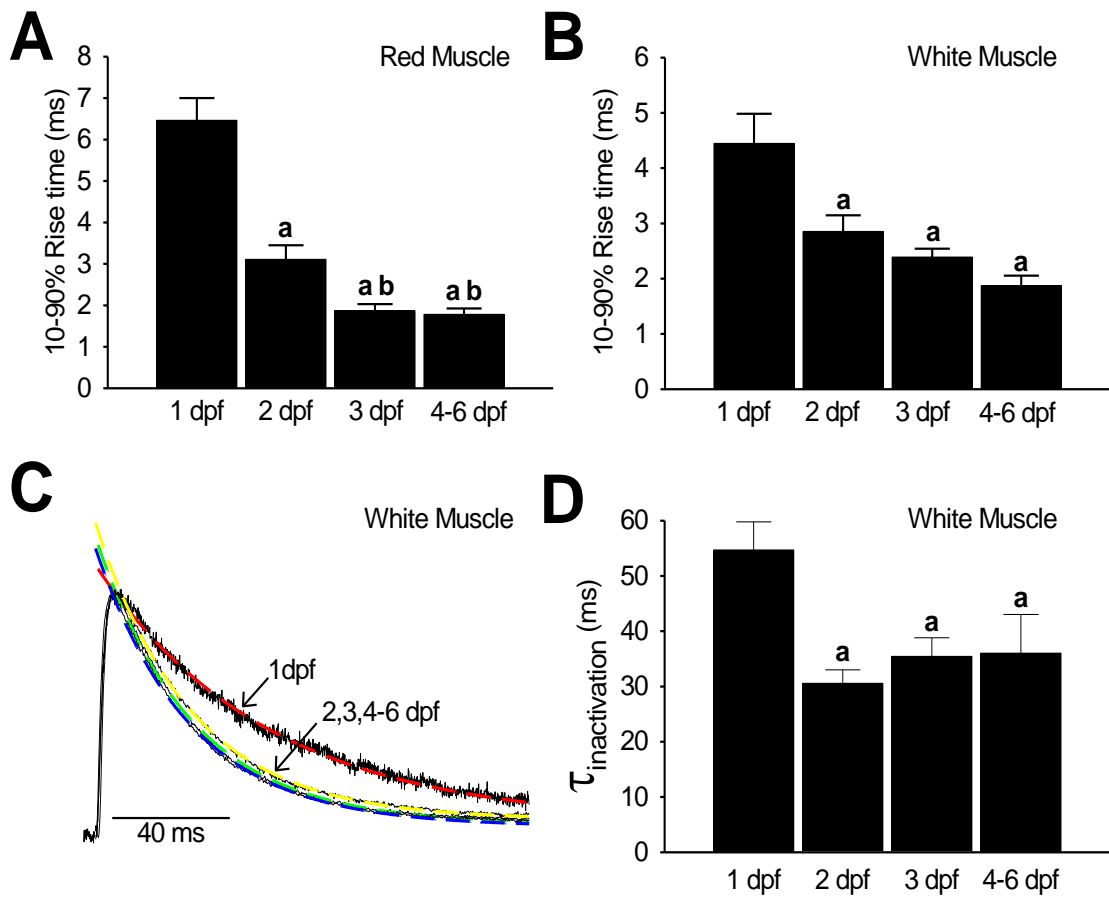 A
Red Muscle
10-90% Rise time (ms)
8
7
6
5
4
3
2
1
0
a
a b
a b
1 dpf
2 dpf
3 dpf
4-6 dpf
B
White Muscle
10-90% Rise time (ms)
6
5
4
3
2
1
0
a
a
a
1 dpf
2 dpf
3 dpf
4-6 dpf
C
White Muscle
1dpf
2,3,4-6 dpf
40 ms
D
White Muscle
τinactivation (ms)
60
50
40
30
20
10
0
a
a
a
1 dpf
2 dpf
3 dpf
4-6 dpf